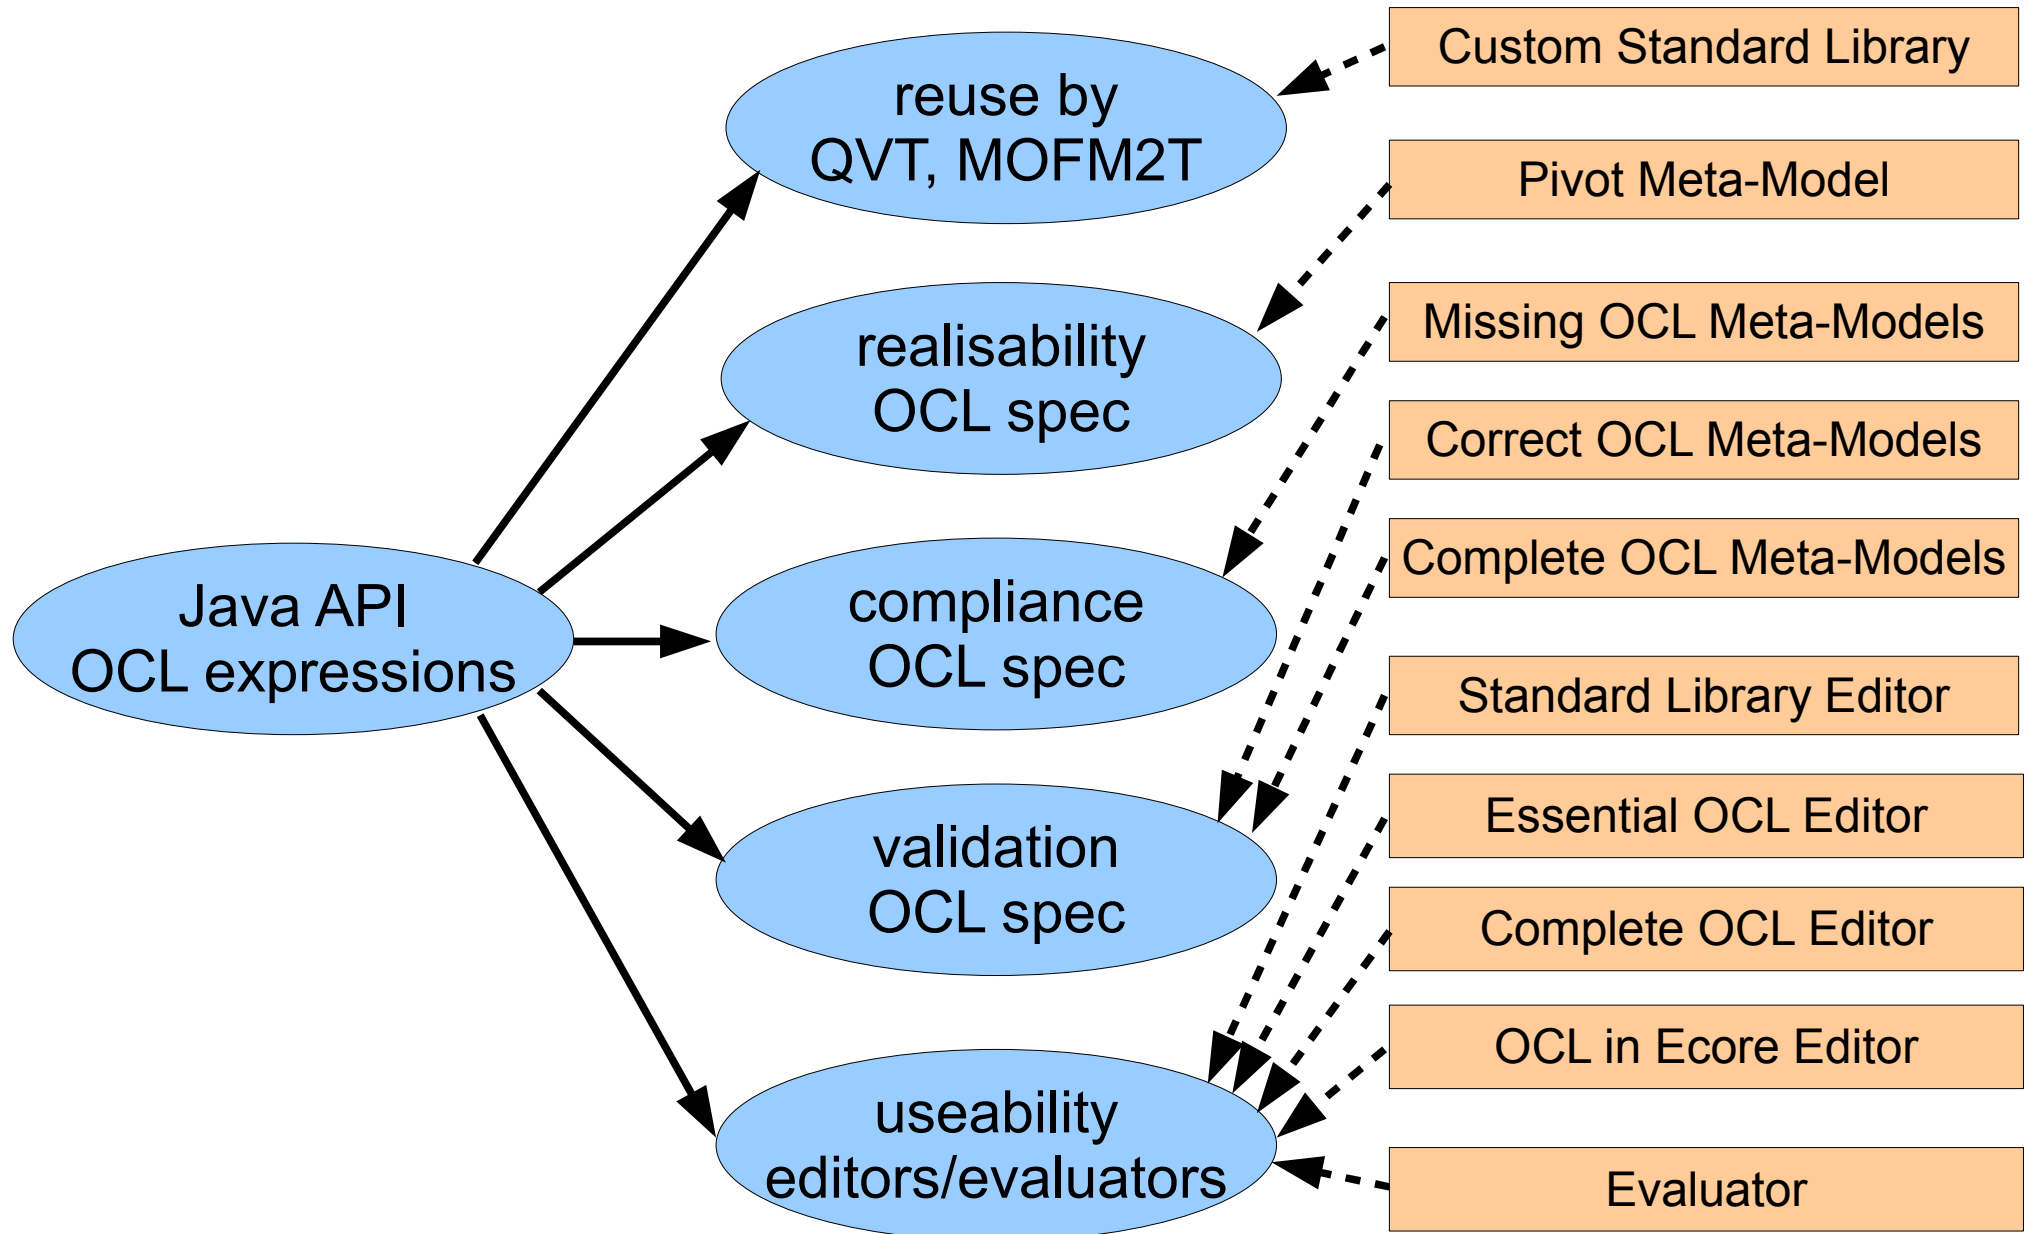 Java API
OCL expressions
reuse by
QVT, MOFM2T
realisability
OCL spec
compliance
OCL spec
validation
OCL spec
useability
editors/evaluators
Custom Standard Library
Pivot Meta-Model
Missing OCL Meta-Models
Correct OCL Meta-Models
Complete OCL Meta-Models
Standard Library Editor
Essential OCL Editor
Complete OCL Editor
OCL in Ecore Editor
Evaluator